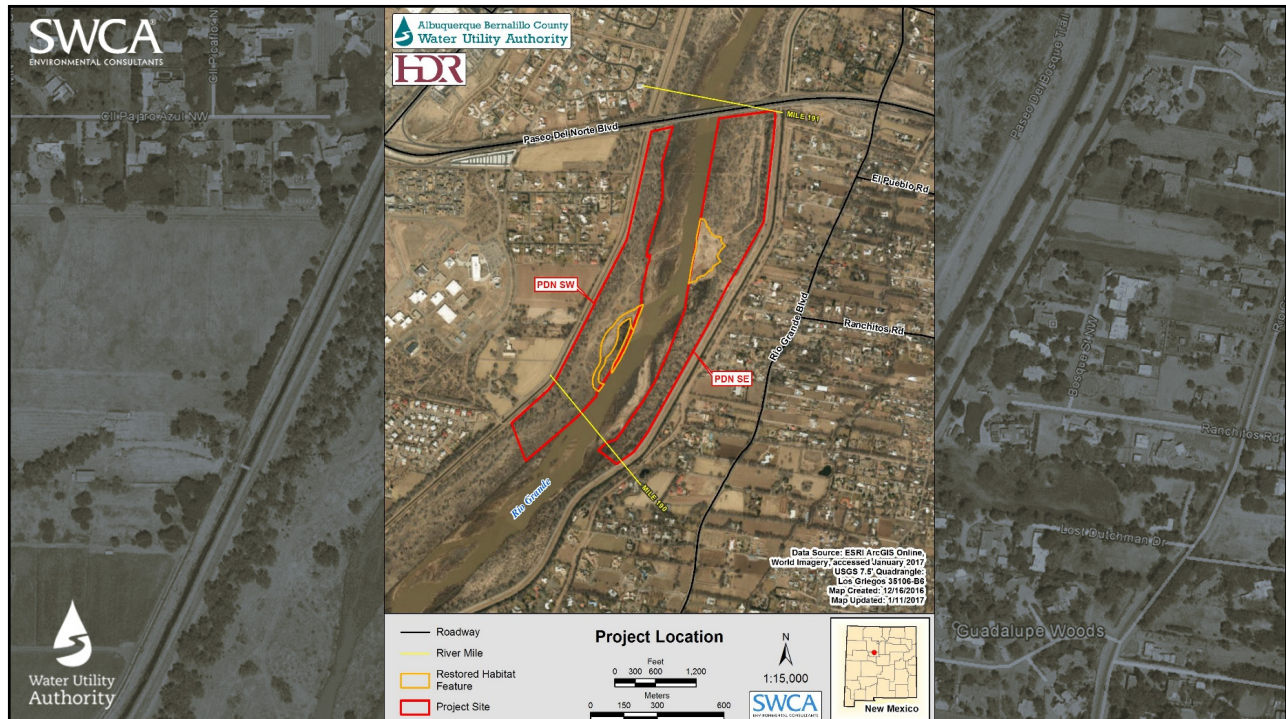 SWCA
ENVIRONMENTAL CONSULTANTS
Cll Pajaro Azul NW
Albuquerque Bernalillo County
Water Utility Authority
HDR
Paseo Del Norte Blvd
MILE 191
El Pueblo Rd
PDN SW
Rio Grande Blvd
Ranchitos Rd
PDN SE
MILE 190
Rio Grande
Data Source: ESRI ArcGIS Online,
World Imagery, accessed January 2017
USGS 7.5' Quadrangle:
Los Griegos 35106-B6
Map Created: 12/16/2016
Map Updated: 1/11/2017
Paseo Del Bosque Trail
Bosque St NW
Ranchitos Rd
Lost Dutchman Dr
Guadalupe Woods
Water Utility
Authority
Roadway
River Mile
Restored Habitat
Feature
Project Site
Project Location
Feet
0 300 600 1,200
Meters
0 150 300 600
N
1:15,000
SWCA
ENVIRONMENTAL CONSULTANTS
New Mexico